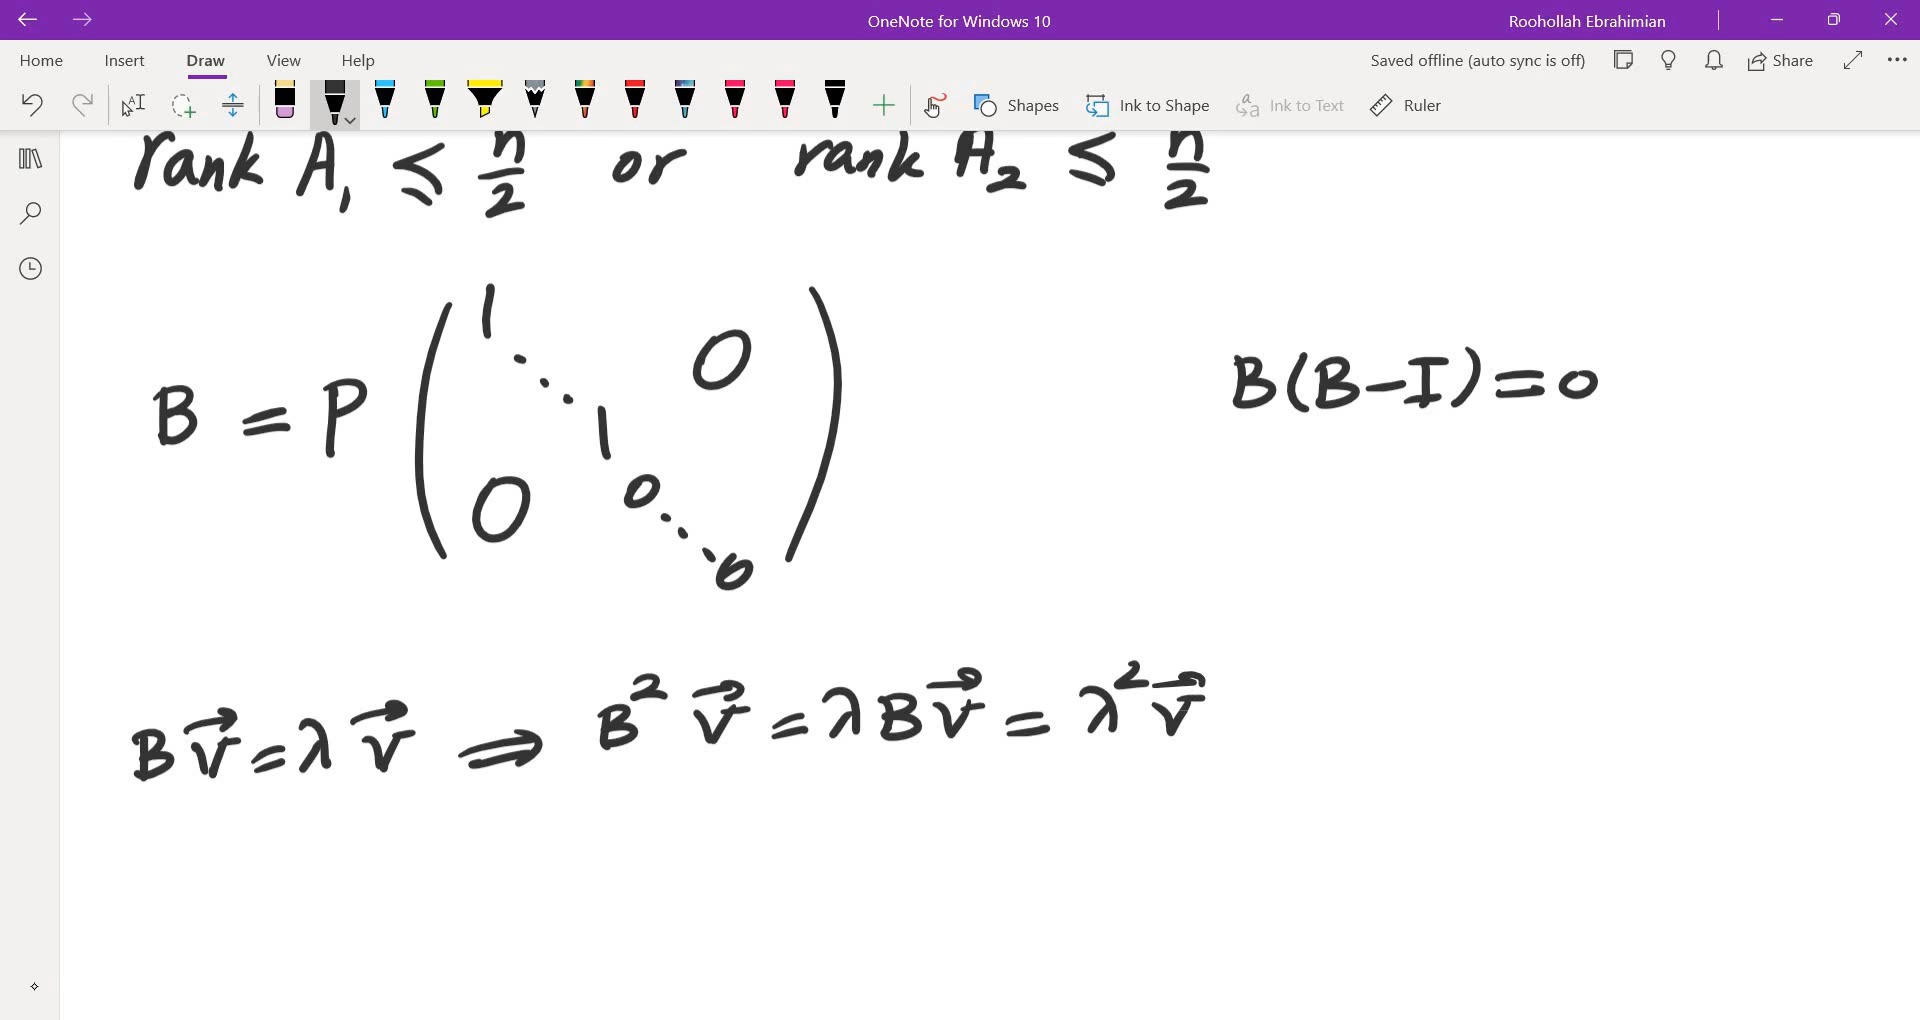 OneNote for Windows 10
Roohollah Ebrahimian
Home Insert Draw View Help
Saved offline (auto sync is off) Share
Shapes Ink to Shape Ink to Text Ruler
rank A₁ ≤ n/2 or rank A₂ ≤ n/2
B = P ( 1 ⋱ 1 0 ⋱ 0 0 0 )
B(B-I)=0
Bv⃗=λv⃗ ⟹ B²v⃗=λBv⃗=λ²v⃗